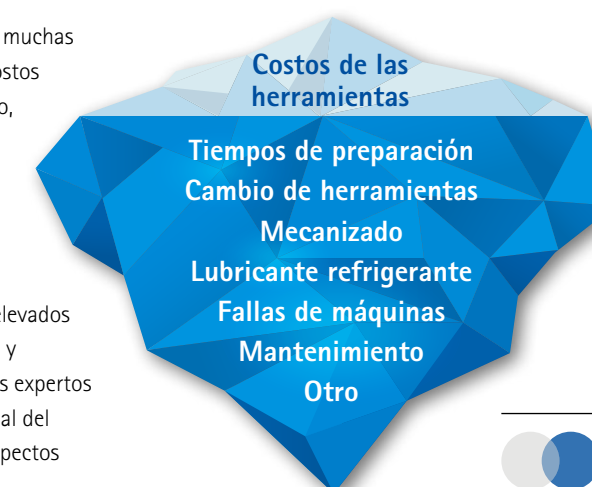 muchas
ostos
o,
elevados
y
s expertos
al del
pectos
Costos de las
herramientas
Tiempos de preparación
Cambio de herramientas
Mecanizado
Lubricante refrigerante
Fallas de máquinas
Mantenimiento
Otro